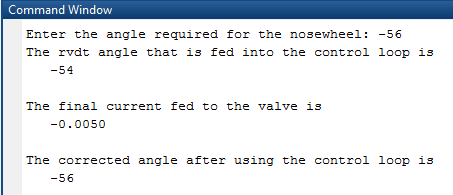 Command Window
Enter the angle required for the nosewheel: -56
The rvdt angle that is fed into the control loop is
-54
The final current fed to the valve is
-0.0050
The corrected angle after using the control loop is
-56